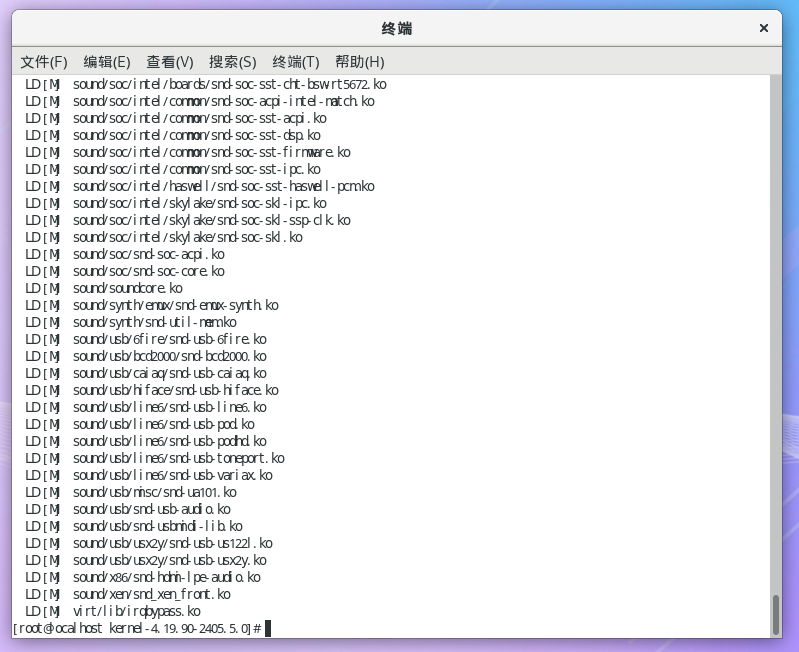 终端
文件(F) 编辑(E) 查看(V) 搜索(S) 终端(T) 帮助(H)
LD [M] sound/soc/intel/boards/snd-soc-sst-cht-bsw-rt5672.ko
LD [M] sound/soc/intel/common/snd-soc-acpi-intel-match.ko
LD [M] sound/soc/intel/common/snd-soc-sst-acpi.ko
LD [M] sound/soc/intel/common/snd-soc-sst-dsp.ko
LD [M] sound/soc/intel/common/snd-soc-sst-firmware.ko
LD [M] sound/soc/intel/common/snd-soc-sst-ipc.ko
LD [M] sound/soc/intel/haswell/snd-soc-sst-haswell-pcm.ko
LD [M] sound/soc/intel/skylake/snd-soc-skl-ipc.ko
LD [M] sound/soc/intel/skylake/snd-soc-skl-ssp-clk.ko
LD [M] sound/soc/intel/skylake/snd-soc-skl.ko
LD [M] sound/soc/snd-soc-acpi.ko
LD [M] sound/soc/snd-soc-core.ko
LD [M] sound/soundcore.ko
LD [M] sound/synth/emux/snd-emux-synth.ko
LD [M] sound/synth/snd-util-mem.ko
LD [M] sound/usb/6fire/snd-usb-6fire.ko
LD [M] sound/usb/bcd2000/snd-bcd2000.ko
LD [M] sound/usb/caiaq/snd-usb-caiaq.ko
LD [M] sound/usb/hiface/snd-usb-hiface.ko
LD [M] sound/usb/line6/snd-usb-line6.ko
LD [M] sound/usb/line6/snd-usb-pod.ko
LD [M] sound/usb/line6/snd-usb-podhd.ko
LD [M] sound/usb/line6/snd-usb-toneport.ko
LD [M] sound/usb/line6/snd-usb-variax.ko
LD [M] sound/usb/misc/snd-ua101.ko
LD [M] sound/usb/snd-usb-audio.ko
LD [M] sound/usb/snd-usbmidi-lib.ko
LD [M] sound/usb/usx2y/snd-usb-us122l.ko
LD [M] sound/usb/usx2y/snd-usb-usx2y.ko
LD [M] sound/x86/snd-hdmi-lpe-audio.ko
LD [M] sound/xen/snd_xen_front.ko
LD [M] virt/lib/irqbypass.ko
[root@localhost kernel-4.19.90-2405.5.0]#